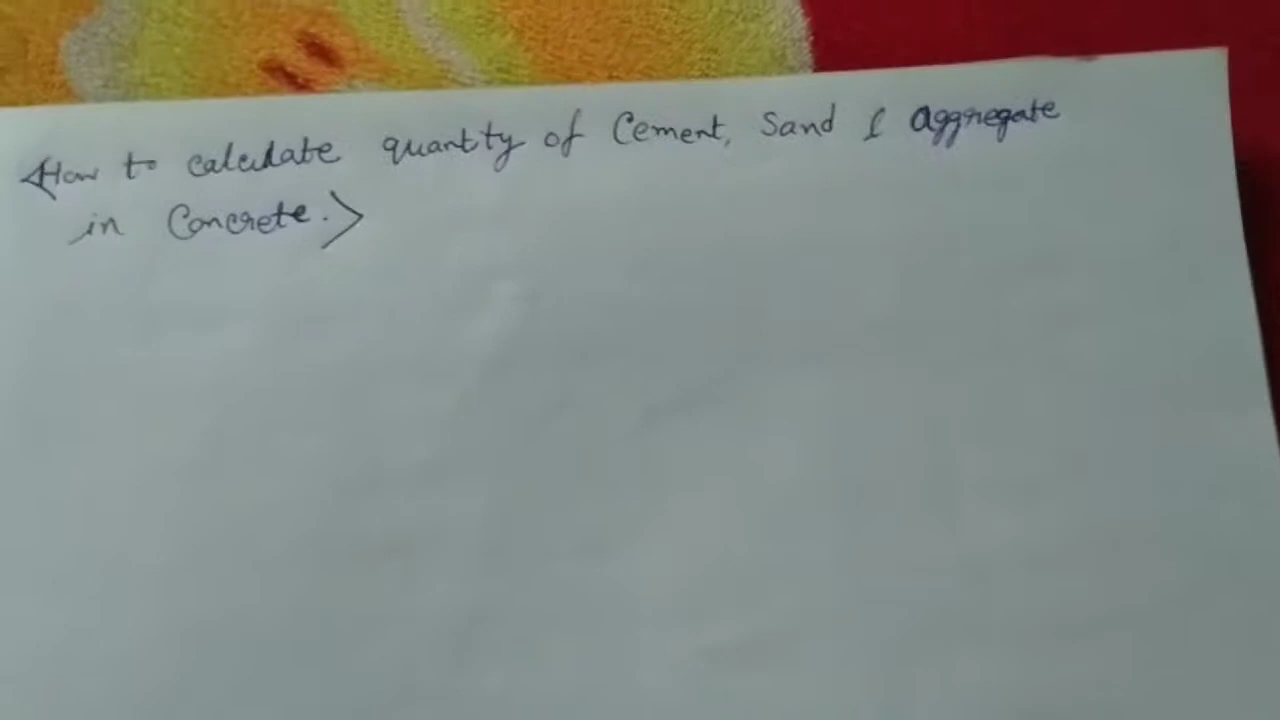 <How to calculate quantity of Cement, Sand & aggregate
in Concrete.>